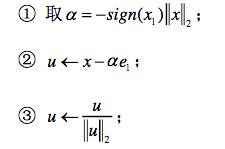 ① 取 α = −sign(x₁)‖x‖₂ ；
② u ← x − αe₁ ；
③ u ← u / ‖u‖₂ ；